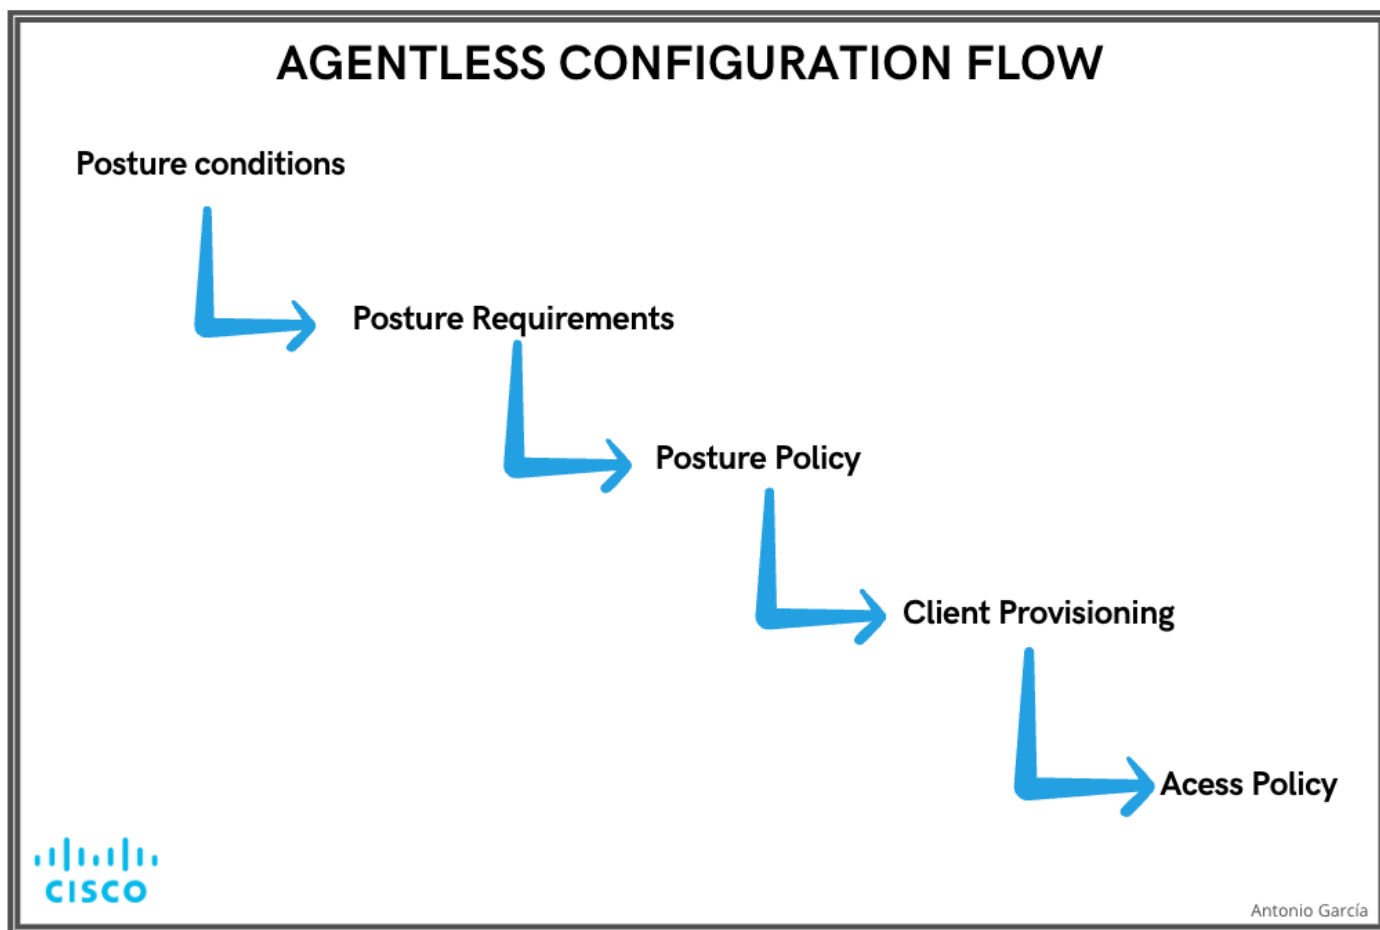 AGENTLESS CONFIGURATION FLOW
Posture conditions
Posture Requirements
Posture Policy
Client Provisioning
Acess Policy
CISCO
Antonio García